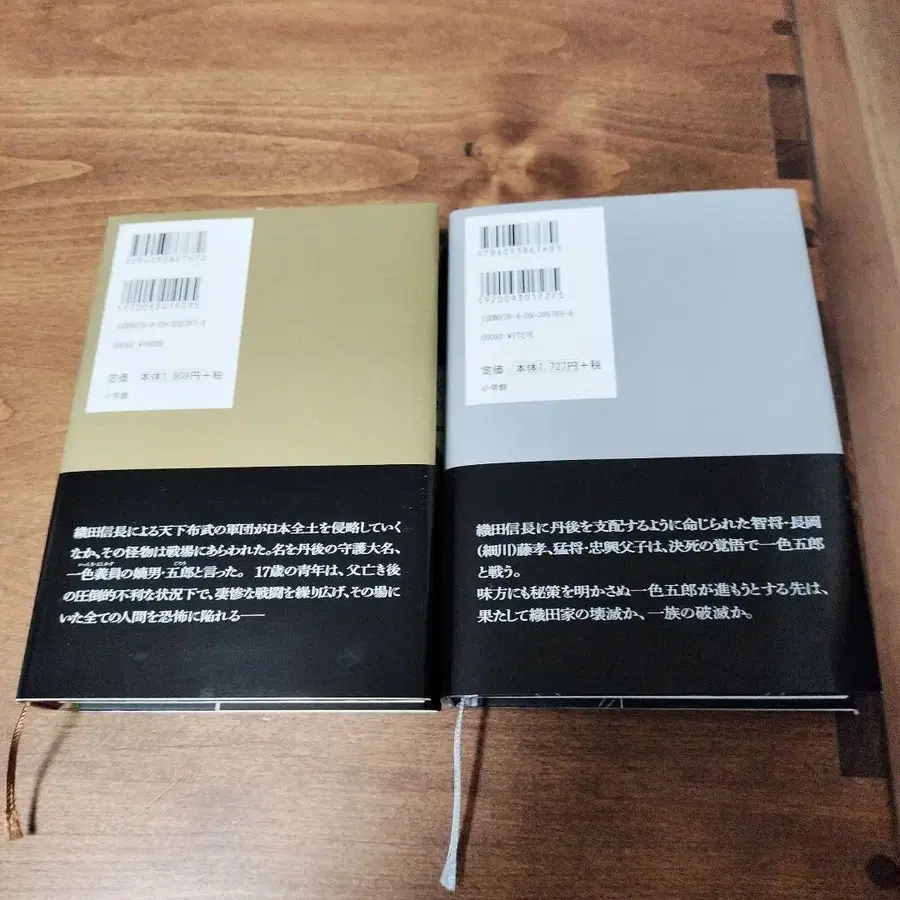 9784093867672
1920093019095
定価 本体1,909円+税
小学館
織田信長による天下布武の軍団が日本全土を侵略していく
なか、その怪物は戦場にあらわれた。名を丹後の守護大名、
一色義員の嫡男・五郎と言った。 17歳の青年は、父亡き後
の圧倒的不利な状況下で、凄惨な戦闘を繰り広げ、その場に
いた全ての人間を恐怖に陥れる——
9784093867689
1920093017275
ISBN978-4-09-386768-9
C0093 ¥1727E
定価 本体1,727円+税
小学館
織田信長に丹後を支配するように命じられた智将・長岡
(細川)藤孝、猛将・忠興父子は、決死の覚悟で一色五郎
と戦う。
味方にも秘策を明かさぬ一色五郎が進もうとする先は、
果たして織田家の壊滅か、一族の破滅か。